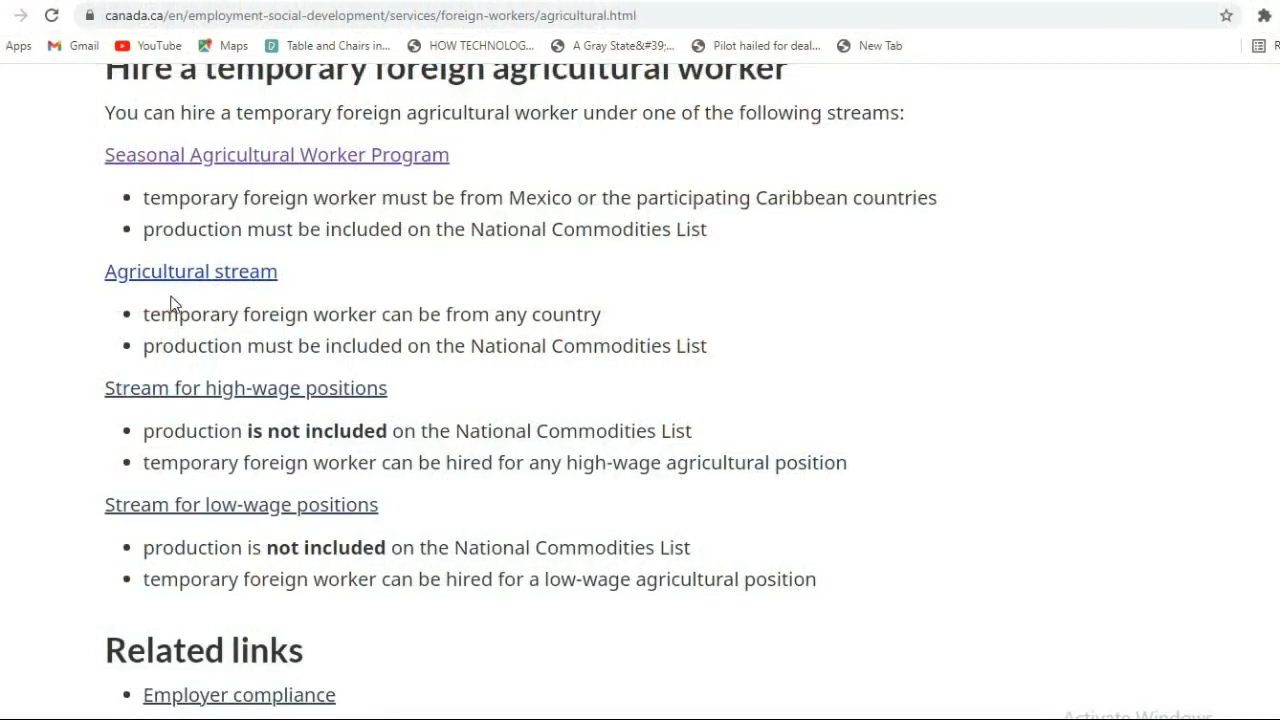 canada.ca/en/employment-social-development/services/foreign-workers/agricultural.html
Apps Gmail YouTube Maps Table and Chairs in... HOW TECHNOLOG... A Gray State&#39;... Pilot hailed for deal... New Tab R
Hire a temporary foreign agricultural worker
You can hire a temporary foreign agricultural worker under one of the following streams:
Seasonal Agricultural Worker Program
• temporary foreign worker must be from Mexico or the participating Caribbean countries
• production must be included on the National Commodities List
Agricultural stream
• temporary foreign worker can be from any country
• production must be included on the National Commodities List
Stream for high-wage positions
• production is not included on the National Commodities List
• temporary foreign worker can be hired for any high-wage agricultural position
Stream for low-wage positions
• production is not included on the National Commodities List
• temporary foreign worker can be hired for a low-wage agricultural position
Related links
• Employer compliance
Activate Windows